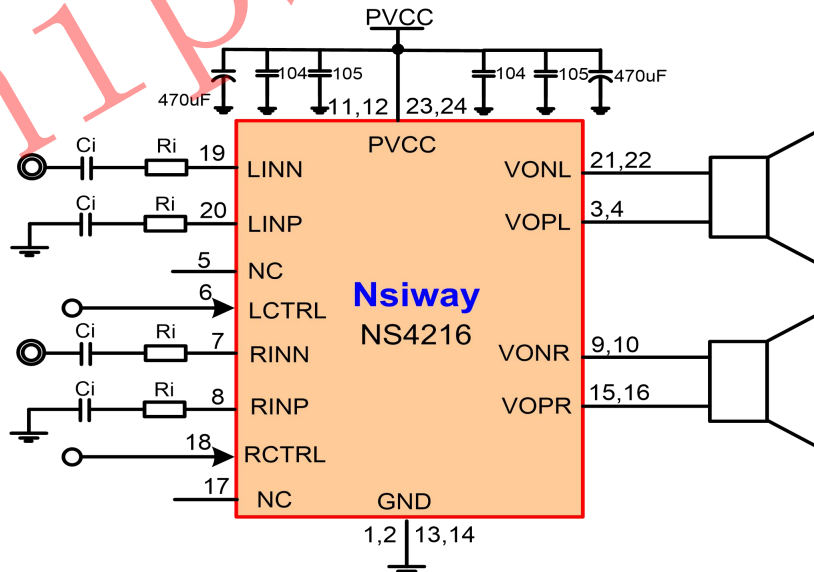 PVCC
470uF 104 105 104 105 470uF
11,12 23,24
PVCC
Ci Ri 19 LINN
VONL 21,22
Ci Ri 20 LINP
VOPL 3,4
5 NC
6 LCTRL
Nsiway
NS4216
Ci Ri 7 RINN
VONR 9,10
Ci Ri 8 RINP
VOPR 15,16
18 RCTRL
17 NC
GND
1,2 13,14